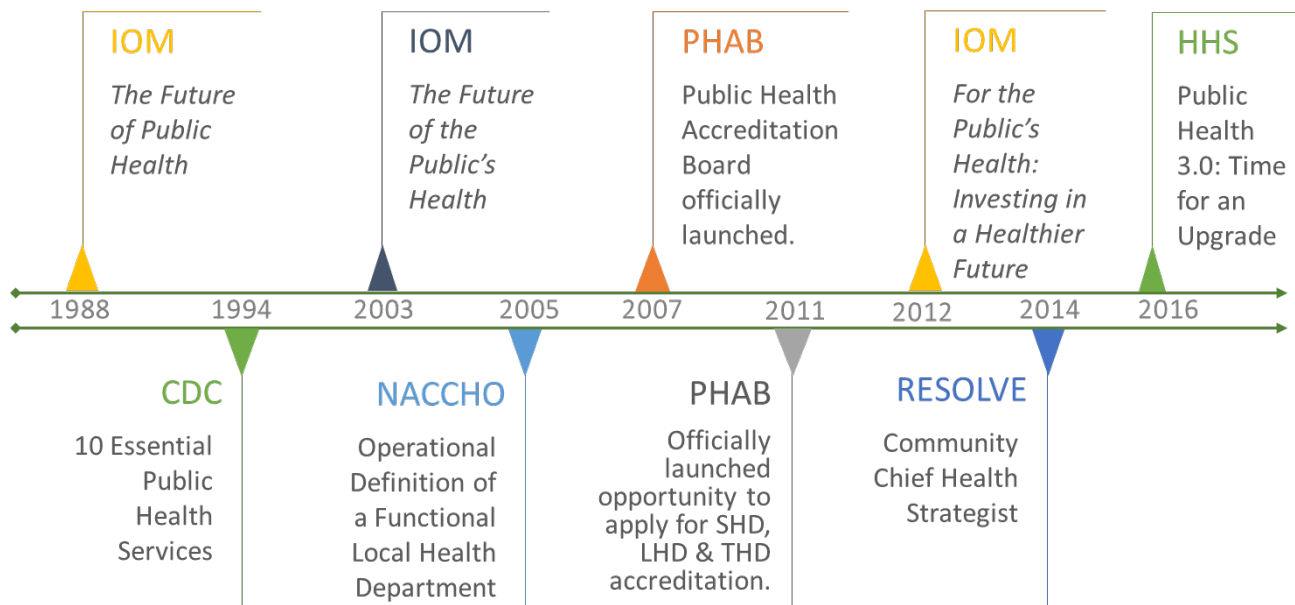 IOM
The Future
of Public
Health
IOM
The Future
of the
Public’s
Health
PHAB
Public Health
Accreditation
Board
officially
launched.
IOM
For the
Public’s
Health:
Investing in
a Healthier
Future
HHS
Public
Health
3.0: Time
for an
Upgrade
1988
1994
2003
2005
2007
2011
2012
2014
2016
CDC
10 Essential
Public
Health
Services
NACCHO
Operational
Definition of
a Functional
Local Health
Department
PHAB
Officially
launched
opportunity to
apply for SHD,
LHD & THD
accreditation.
RESOLVE
Community
Chief Health
Strategist